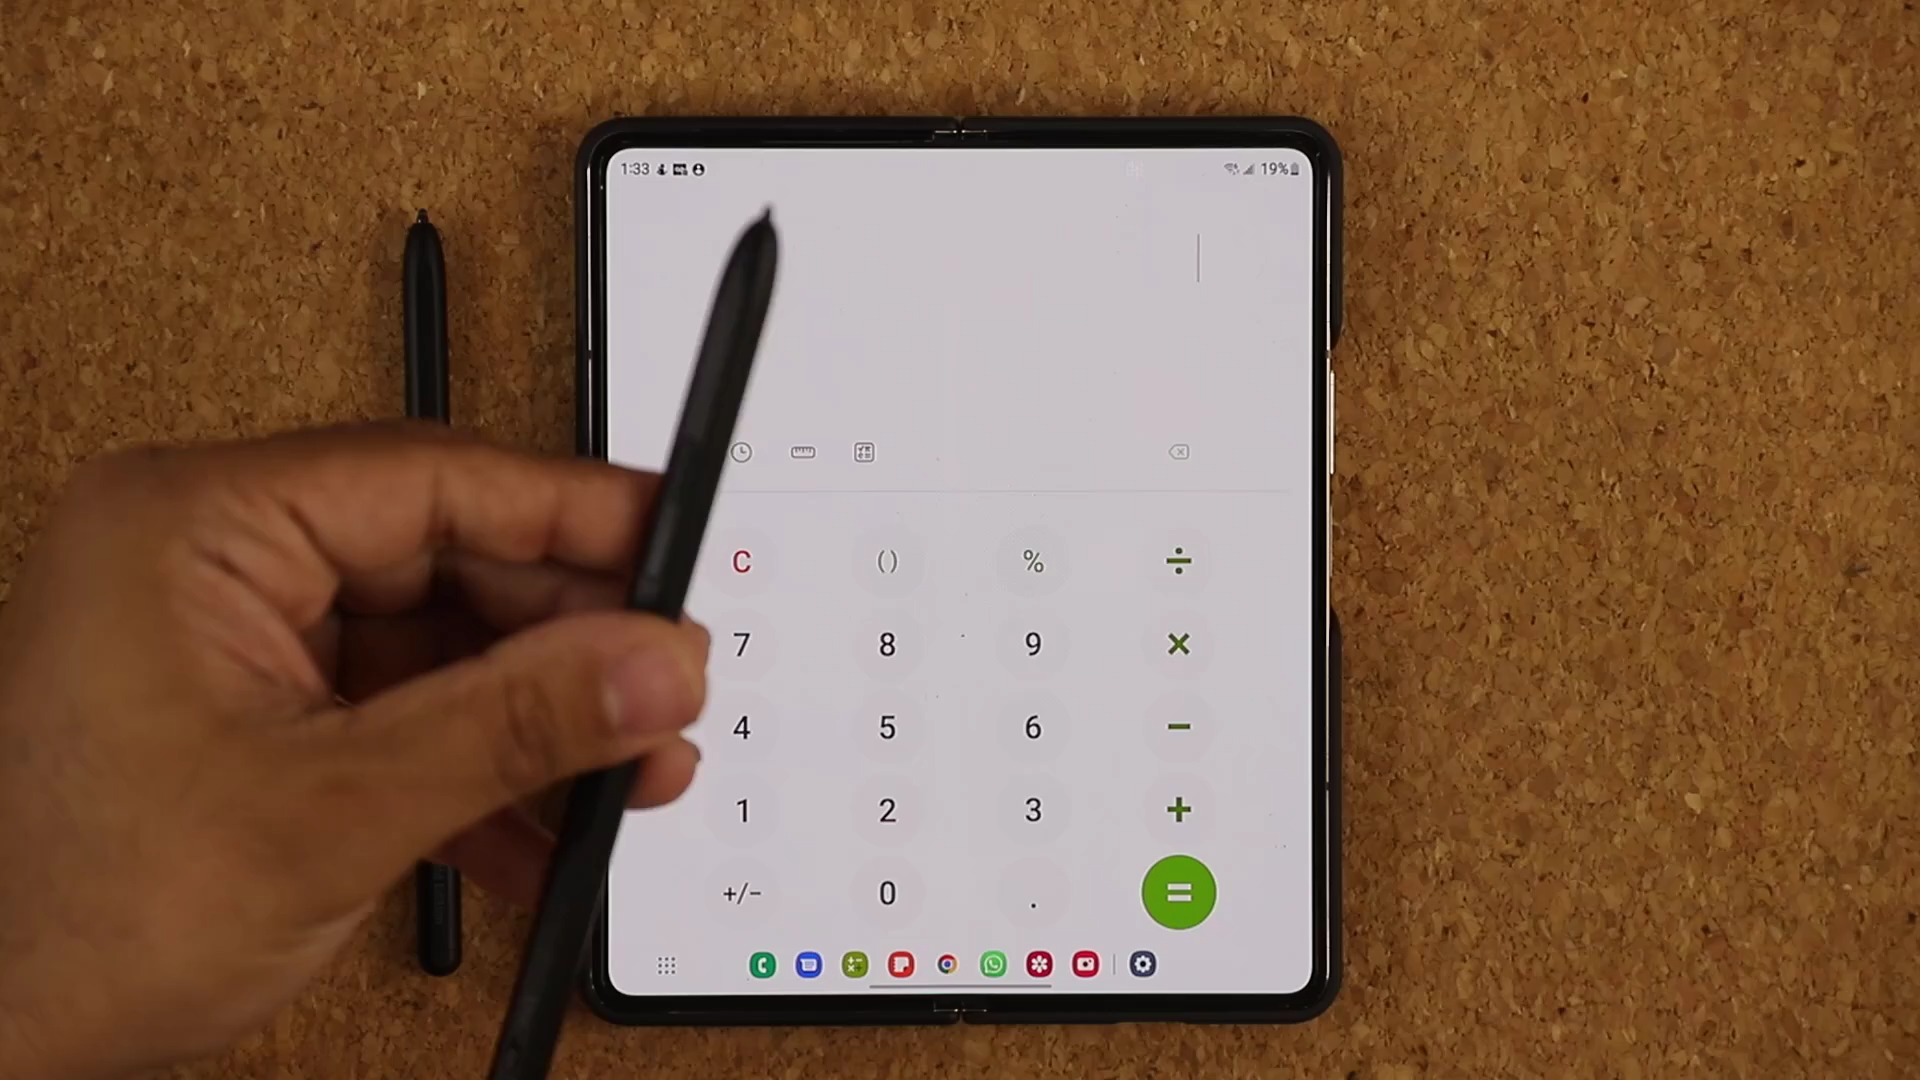 1:33 19%
C () % ÷
7 8 9 ×
4 5 6 −
1 2 3 +
+/− 0 . =